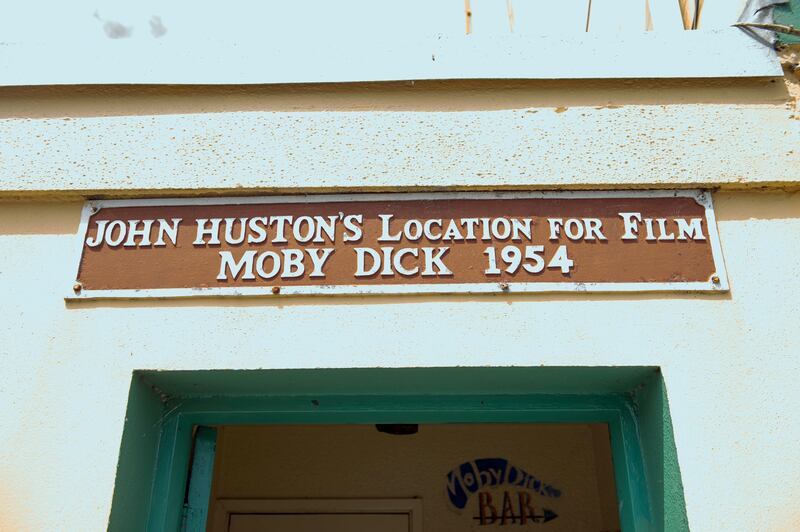 JOHN HUSTON'S LOCATION FOR FILM
MOBY DICK 1954
Moby Dick
BAR